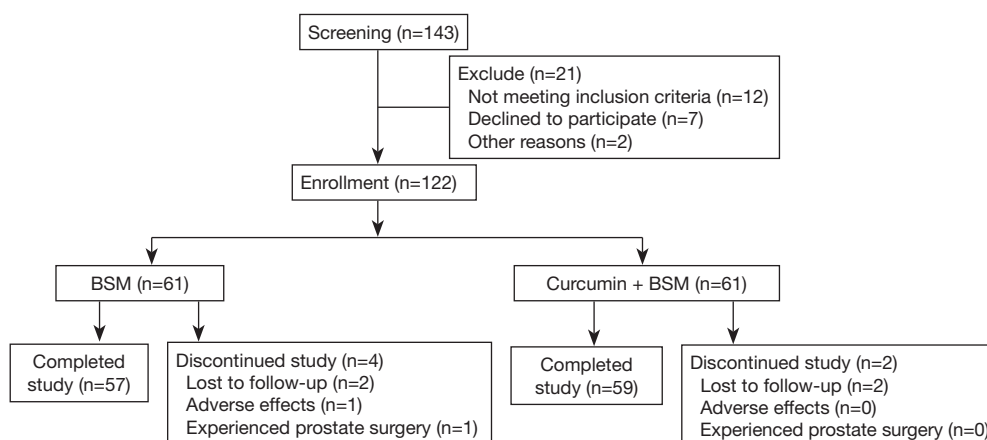 Screening (n=143)
Exclude (n=21)
Not meeting inclusion criteria (n=12)
Declined to participate (n=7)
Other reasons (n=2)
Enrollment (n=122)
BSM (n=61)
Curcumin + BSM (n=61)
Completed
study (n=57)
Discontinued study (n=4)
Lost to follow-up (n=2)
Adverse effects (n=1)
Experienced prostate surgery (n=1)
Completed
study (n=59)
Discontinued study (n=2)
Lost to follow-up (n=2)
Adverse effects (n=0)
Experienced prostate surgery (n=0)